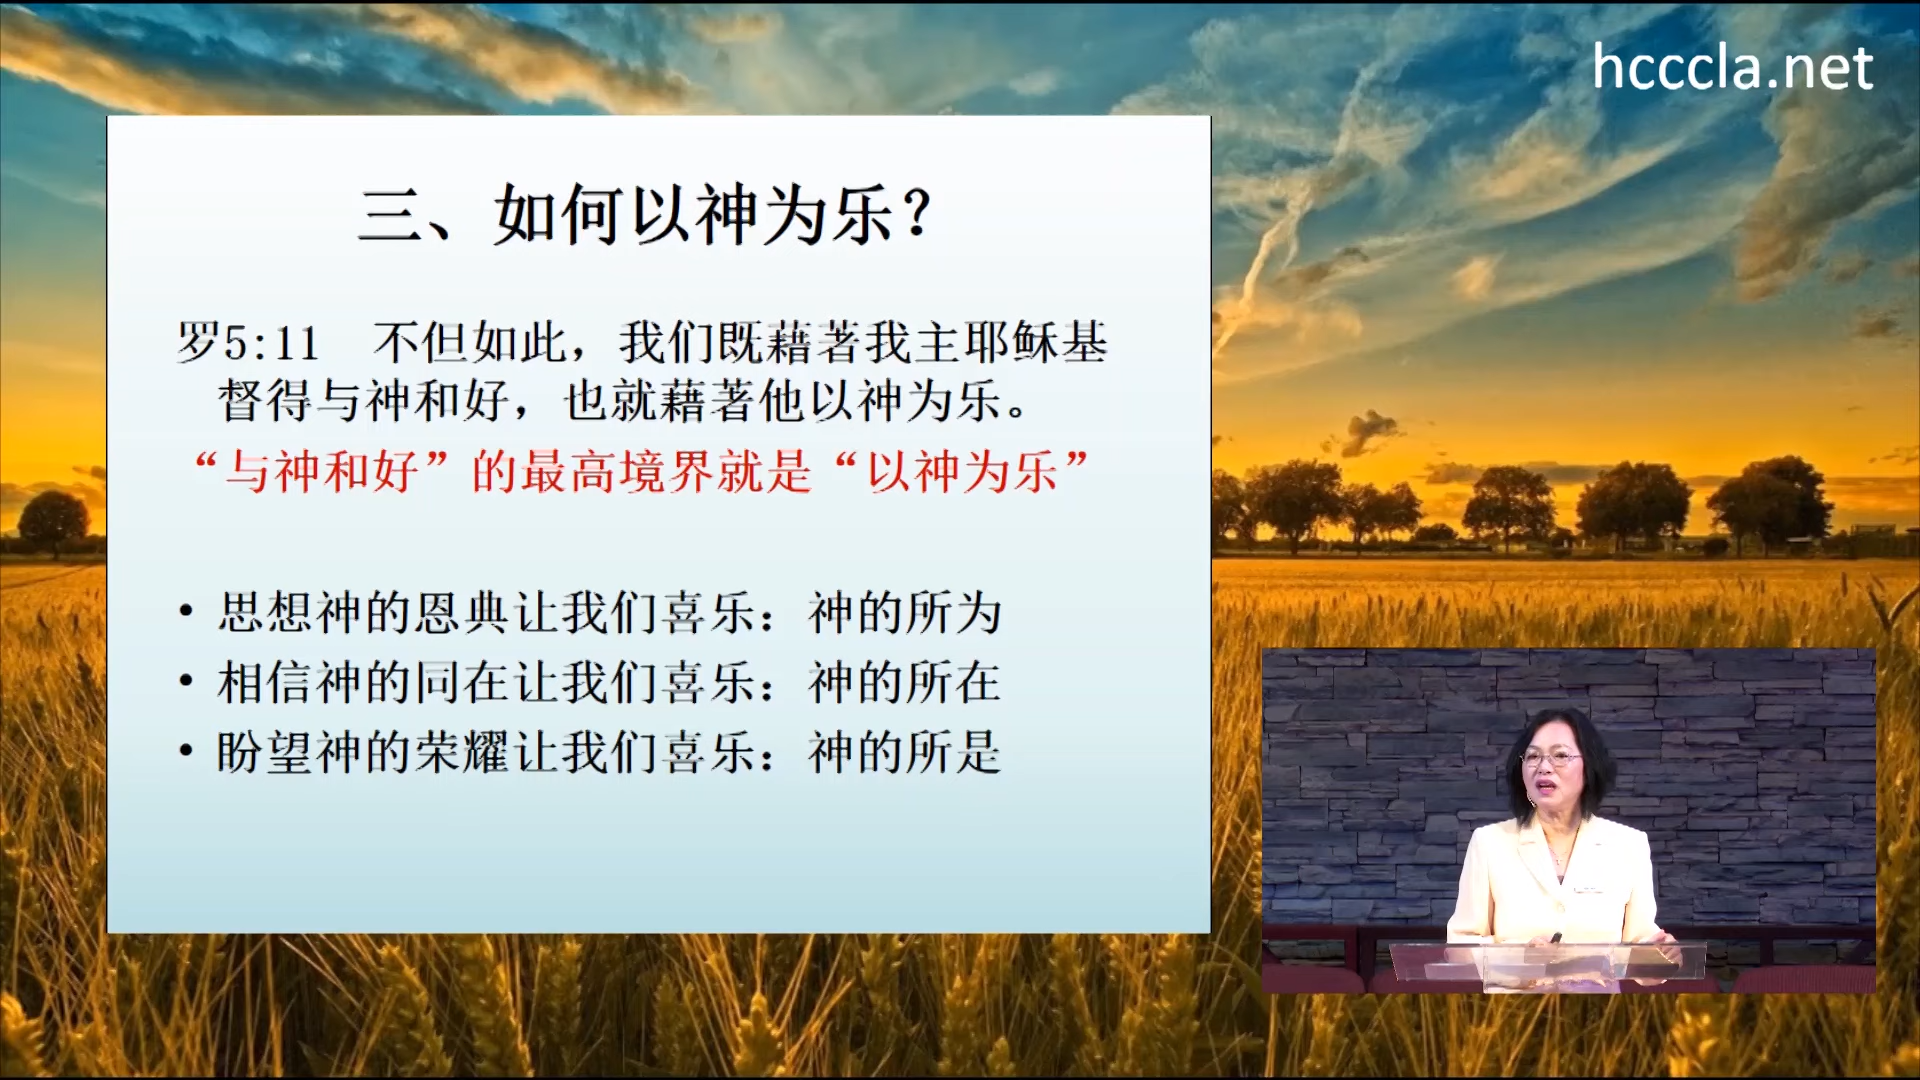 hcccla.net
三、如何以神为乐？
罗5:11 不但如此，我们既藉著我主耶稣基
督得与神和好，也就藉著他以神为乐。
“与神和好”的最高境界就是“以神为乐”
• 思想神的恩典让我们喜乐：神的所为
• 相信神的同在让我们喜乐：神的所在
• 盼望神的荣耀让我们喜乐：神的所是